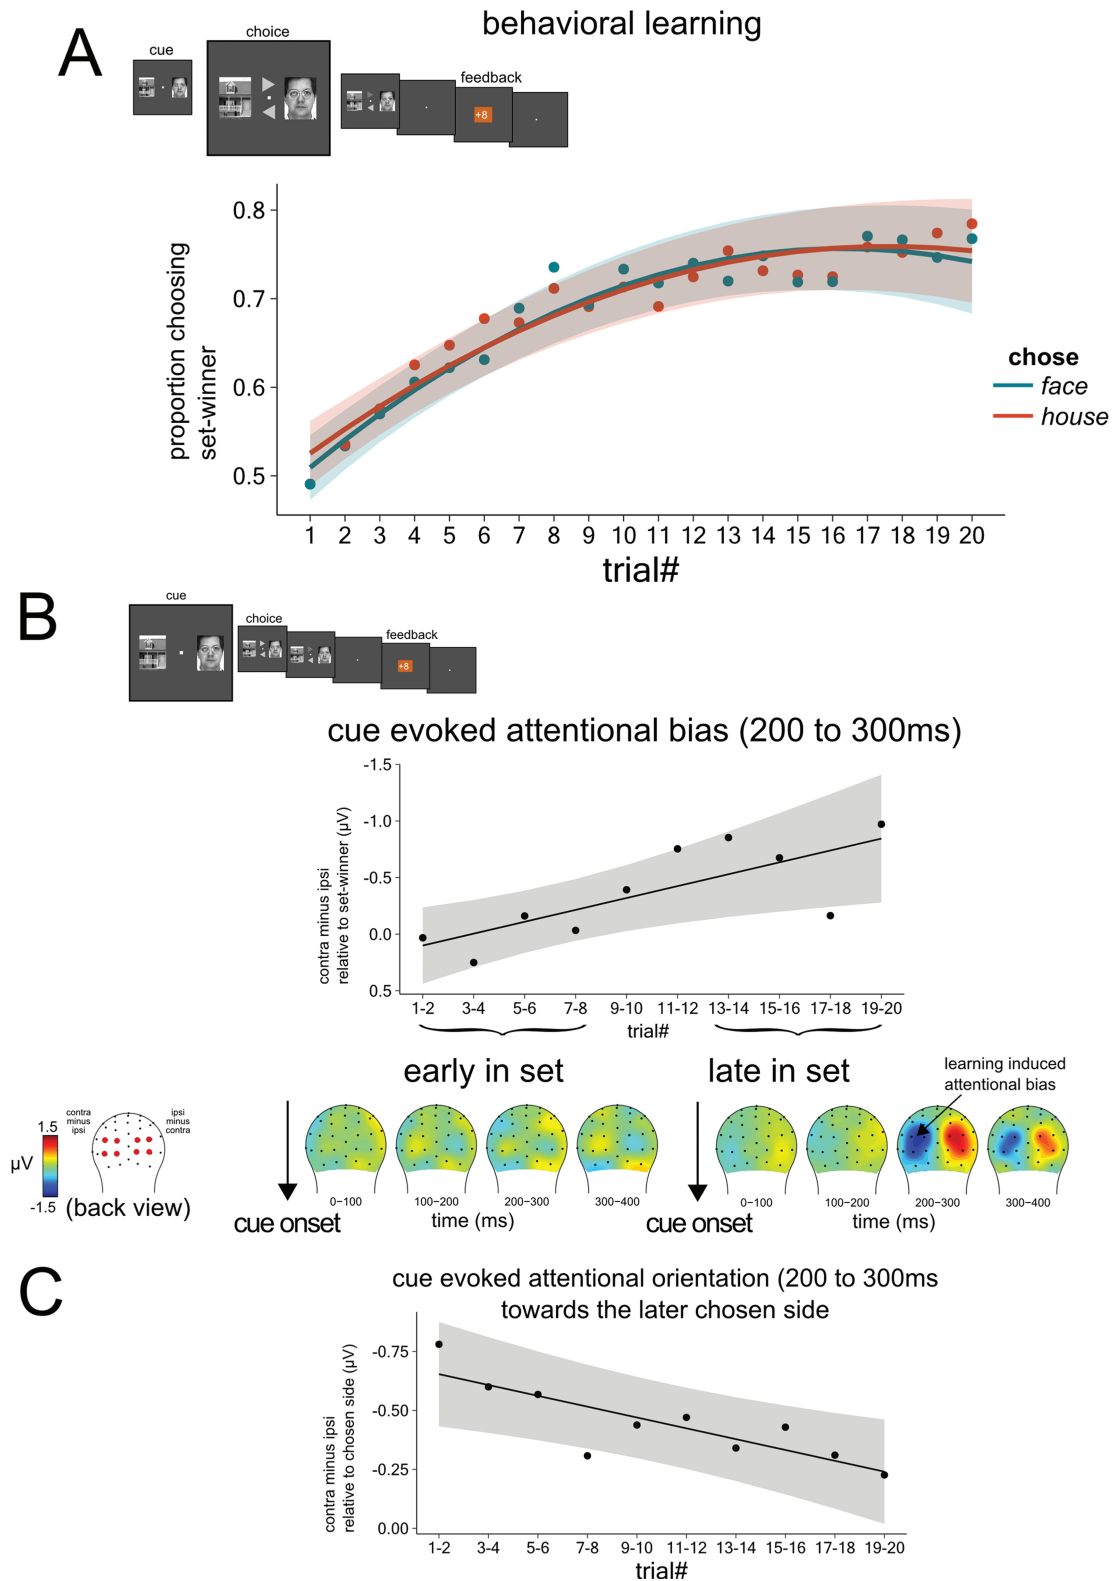 A
behavioral learning
cue
choice
feedback
+8
proportion choosing
set-winner
0.8
0.7
0.6
0.5
1 2 3 4 5 6 7 8 9 10 11 12 13 14 15 16 17 18 19 20
trial#
chose
face
house
B
cue
choice
feedback
+8
cue evoked attentional bias (200 to 300ms)
contra minus ipsi
relative to set-winner (µV)
-1.5
-1.0
-0.5
0.0
0.5
1-2 3-4 5-6 7-8 9-10 11-12 13-14 15-16 17-18 19-20
trial#
early in set
late in set
learning induced
attentional bias
1.5
µV
-1.5
contra
minus
ipsi
ipsi
minus
contra
(back view)
cue onset
0−100 100−200 200−300 300−400
time (ms)
cue onset
0−100 100−200 200−300 300−400
time (ms)
C
cue evoked attentional orientation (200 to 300ms
towards the later chosen side
contra minus ipsi
relative to chosen side (µV)
-0.75
-0.50
-0.25
0.00
1-2 3-4 5-6 7-8 9-10 11-12 13-14 15-16 17-18 19-20
trial#